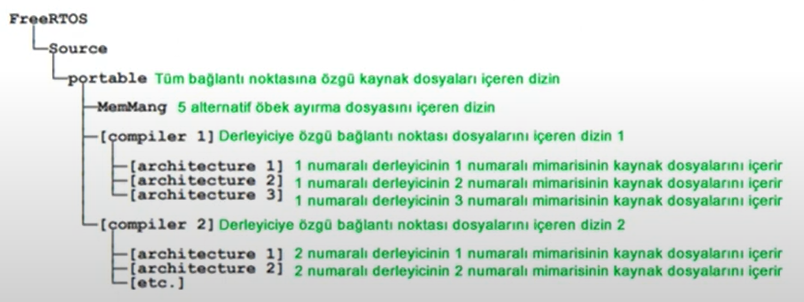 FreeRTOS
Source
portable Tüm bağlantı noktasına özgü kaynak dosyaları içeren dizin
MemMang 5 alternatif öbek ayırma dosyasını içeren dizin
[compiler 1] Derleyiciye özgü bağlantı noktası dosyalarını içeren dizin 1
[architecture 1] 1 numaralı derleyicinin 1 numaralı mimarisinin kaynak dosyalarını içerir
[architecture 2] 1 numaralı derleyicinin 2 numaralı mimarisinin kaynak dosyalarını içerir
[architecture 3] 1 numaralı derleyicinin 3 numaralı mimarisinin kaynak dosyalarını içerir
[compiler 2] Derleyiciye özgü bağlantı noktası dosyalarını içeren dizin 2
[architecture 1] 2 numaralı derleyicinin 1 numaralı mimarisinin kaynak dosyalarını içerir
[architecture 2] 2 numaralı derleyicinin 2 numaralı mimarisinin kaynak dosyalarını içerir
[etc.]